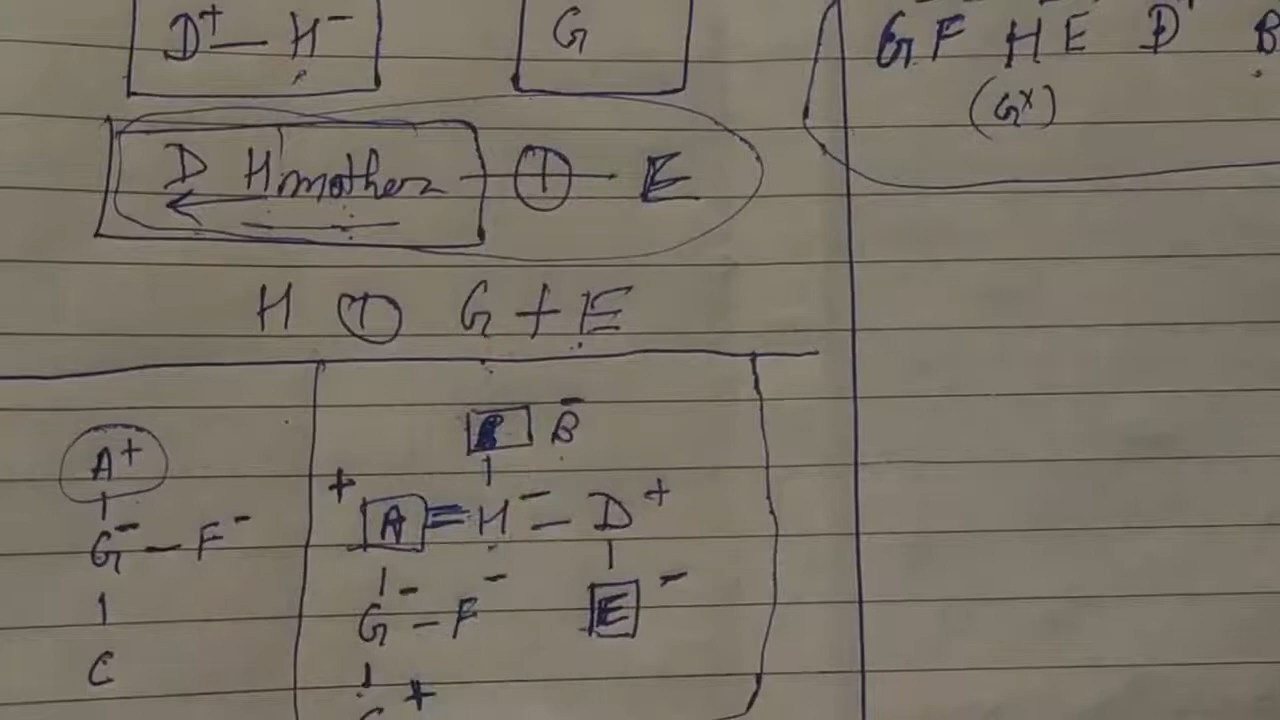 D+ — H-
G
G F H E D+ B
(G×)
D H mother — + — E
H + G + E
A+
G- — F-
C
B-
+ A = H- — D+
G- — F- E-
C +